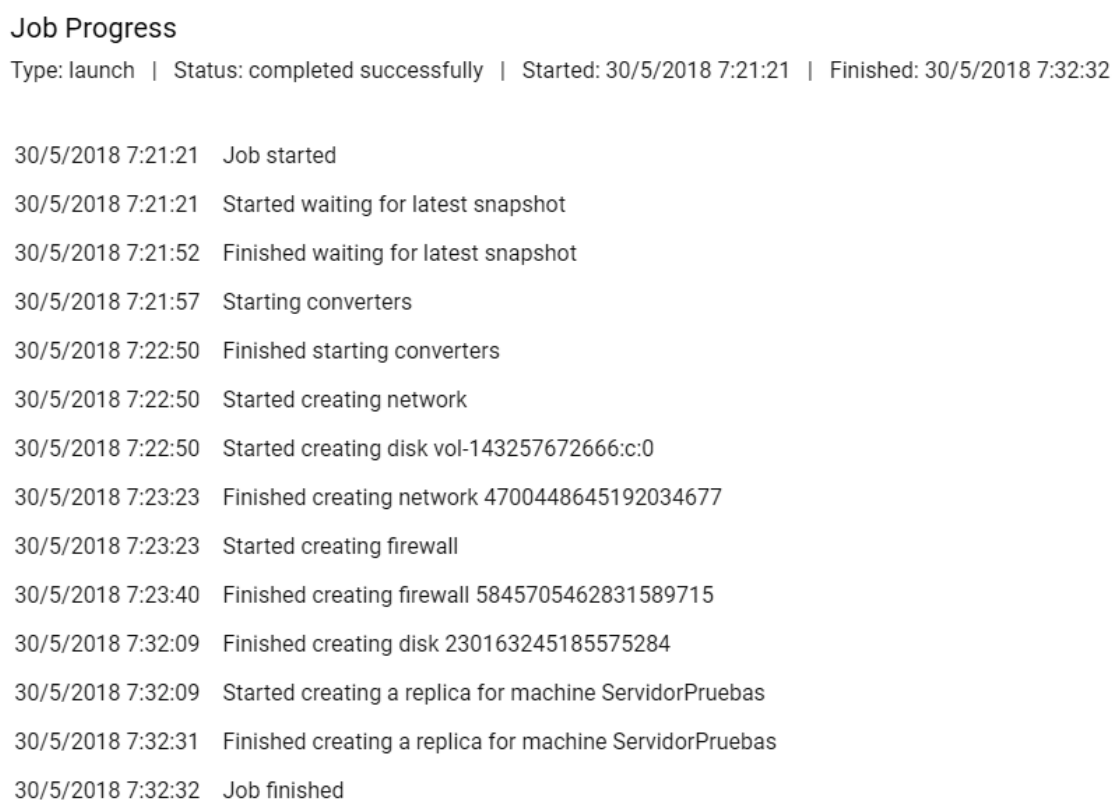 Job Progress
Type: launch | Status: completed successfully | Started: 30/5/2018 7:21:21 | Finished: 30/5/2018 7:32:32
30/5/2018 7:21:21 Job started
30/5/2018 7:21:21 Started waiting for latest snapshot
30/5/2018 7:21:52 Finished waiting for latest snapshot
30/5/2018 7:21:57 Starting converters
30/5/2018 7:22:50 Finished starting converters
30/5/2018 7:22:50 Started creating network
30/5/2018 7:22:50 Started creating disk vol-143257672666:c:0
30/5/2018 7:23:23 Finished creating network 4700448645192034677
30/5/2018 7:23:23 Started creating firewall
30/5/2018 7:23:40 Finished creating firewall 5845705462831589715
30/5/2018 7:32:09 Finished creating disk 230163245185575284
30/5/2018 7:32:09 Started creating a replica for machine ServidorPruebas
30/5/2018 7:32:31 Finished creating a replica for machine ServidorPruebas
30/5/2018 7:32:32 Job finished